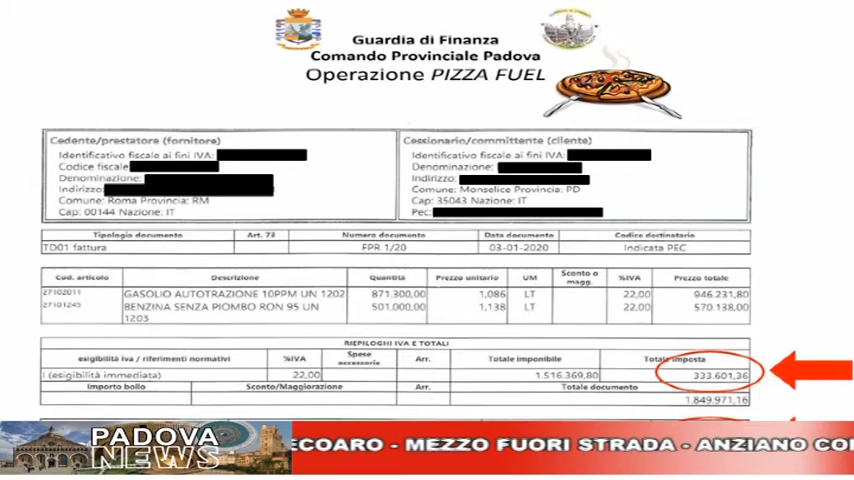 Guardia di Finanza
Comando Provinciale Padova
Operazione PIZZA FUEL
Cedente/prestatore (fornitore)
Identificativo fiscale ai fini IVA:
Codice fiscale:
Denominazione:
Indirizzo:
Comune: Roma Provincia: RM
Cap: 00144 Nazione: IT
Cessionario/committente (cliente)
Identificativo fiscale ai fini IVA:
Denominazione:
Indirizzo:
Comune: Monselice Provincia: PD
Cap: 35043 Nazione: IT
Pec:
Tipologia documento Art. 73 Numero documento Data documento Codice destinatario
TD01 fattura FPR 1/20 03-01-2020 Indicata PEC
Cod. articolo Descrizione Quantità Prezzo unitario UM Sconto o magg. %IVA Prezzo totale
27102011 GASOLIO AUTOTRAZIONE 10PPM UN 1202 871.300,00 1,086 LT 22,00 946.231,80
27101245 BENZINA SENZA PIOMBO RON 95 UN 501.000,00 1,138 LT 22,00 570.138,00
1203
RIEPILOGHI IVA E TOTALI
esigibilità iva / riferimenti normativi %IVA Spese accessorie Arr. Totale imponibile Totale imposta
I (esigibilità immediata) 22,00 1.516.369,80 333.601,36
Importo bollo Sconto/Maggiorazione Arr. Totale documento
1.849.971,16
PADOVA
NEWS
ECOARO - MEZZO FUORI STRADA - ANZIANO CO